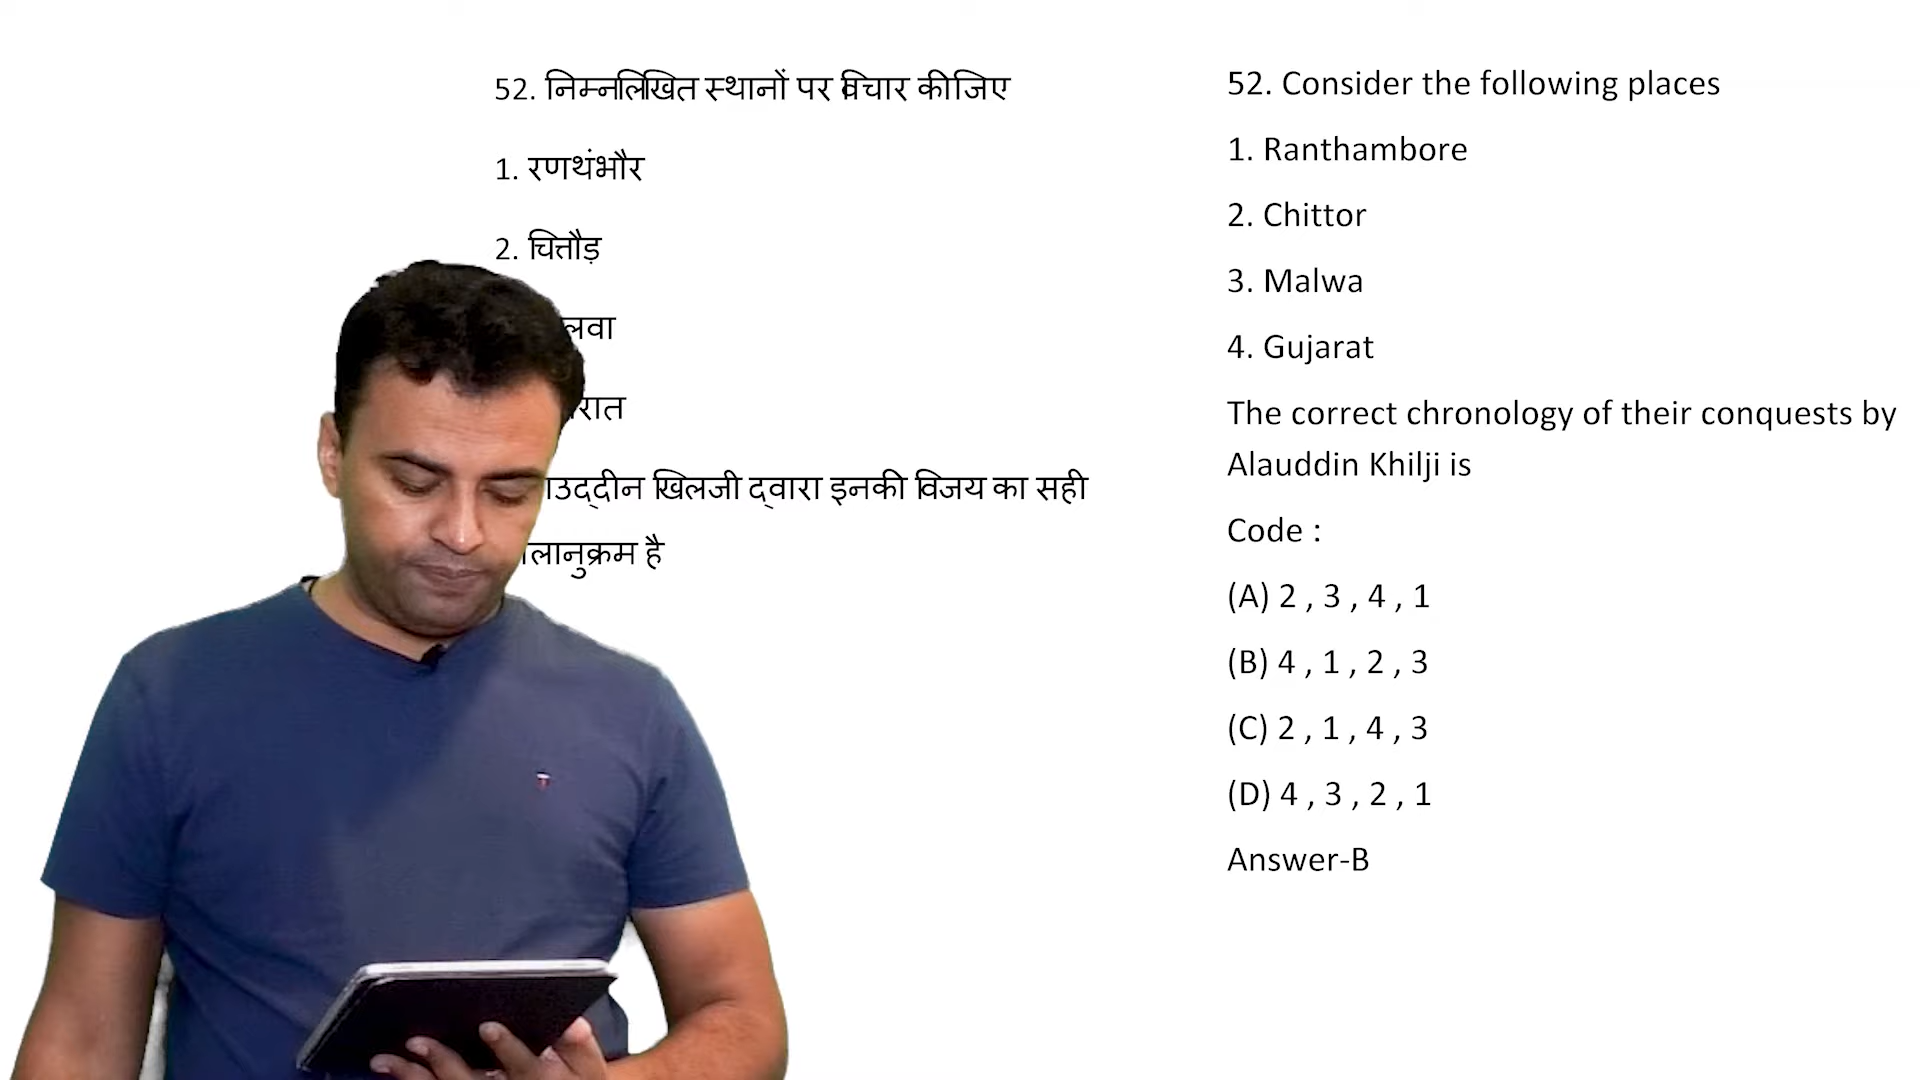 52. निम्नलिखित स्थानों पर विचार कीजिए
1. रणथंभौर
2. चित्तौड़
लवा
रात
उद्दीन खिलजी द्वारा इनकी विजय का सही
लानुक्रम है
52. Consider the following places
1. Ranthambore
2. Chittor
3. Malwa
4. Gujarat
The correct chronology of their conquests by
Alauddin Khilji is
Code :
(A) 2 , 3 , 4 , 1
(B) 4 , 1 , 2 , 3
(C) 2 , 1 , 4 , 3
(D) 4 , 3 , 2 , 1
Answer-B